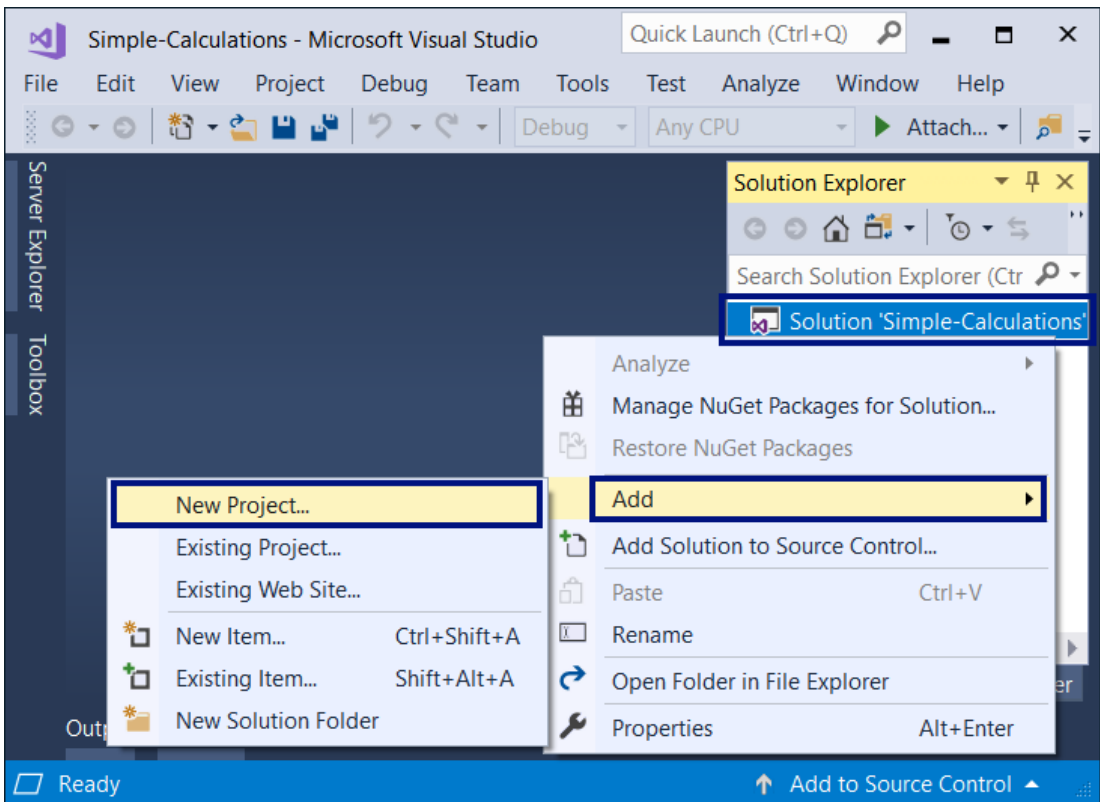 Simple-Calculations - Microsoft Visual Studio
Quick Launch (Ctrl+Q)
File Edit View Project Debug Team Tools Test Analyze Window Help
Debug Any CPU Attach...
Server Explorer
Toolbox
Solution Explorer
Search Solution Explorer (Ctr
Solution 'Simple-Calculations'
Analyze
Manage NuGet Packages for Solution...
Restore NuGet Packages
Add
Add Solution to Source Control...
Paste Ctrl+V
Rename
Open Folder in File Explorer
Properties Alt+Enter
New Project...
Existing Project...
Existing Web Site...
New Item... Ctrl+Shift+A
Existing Item... Shift+Alt+A
New Solution Folder
Ready
Add to Source Control